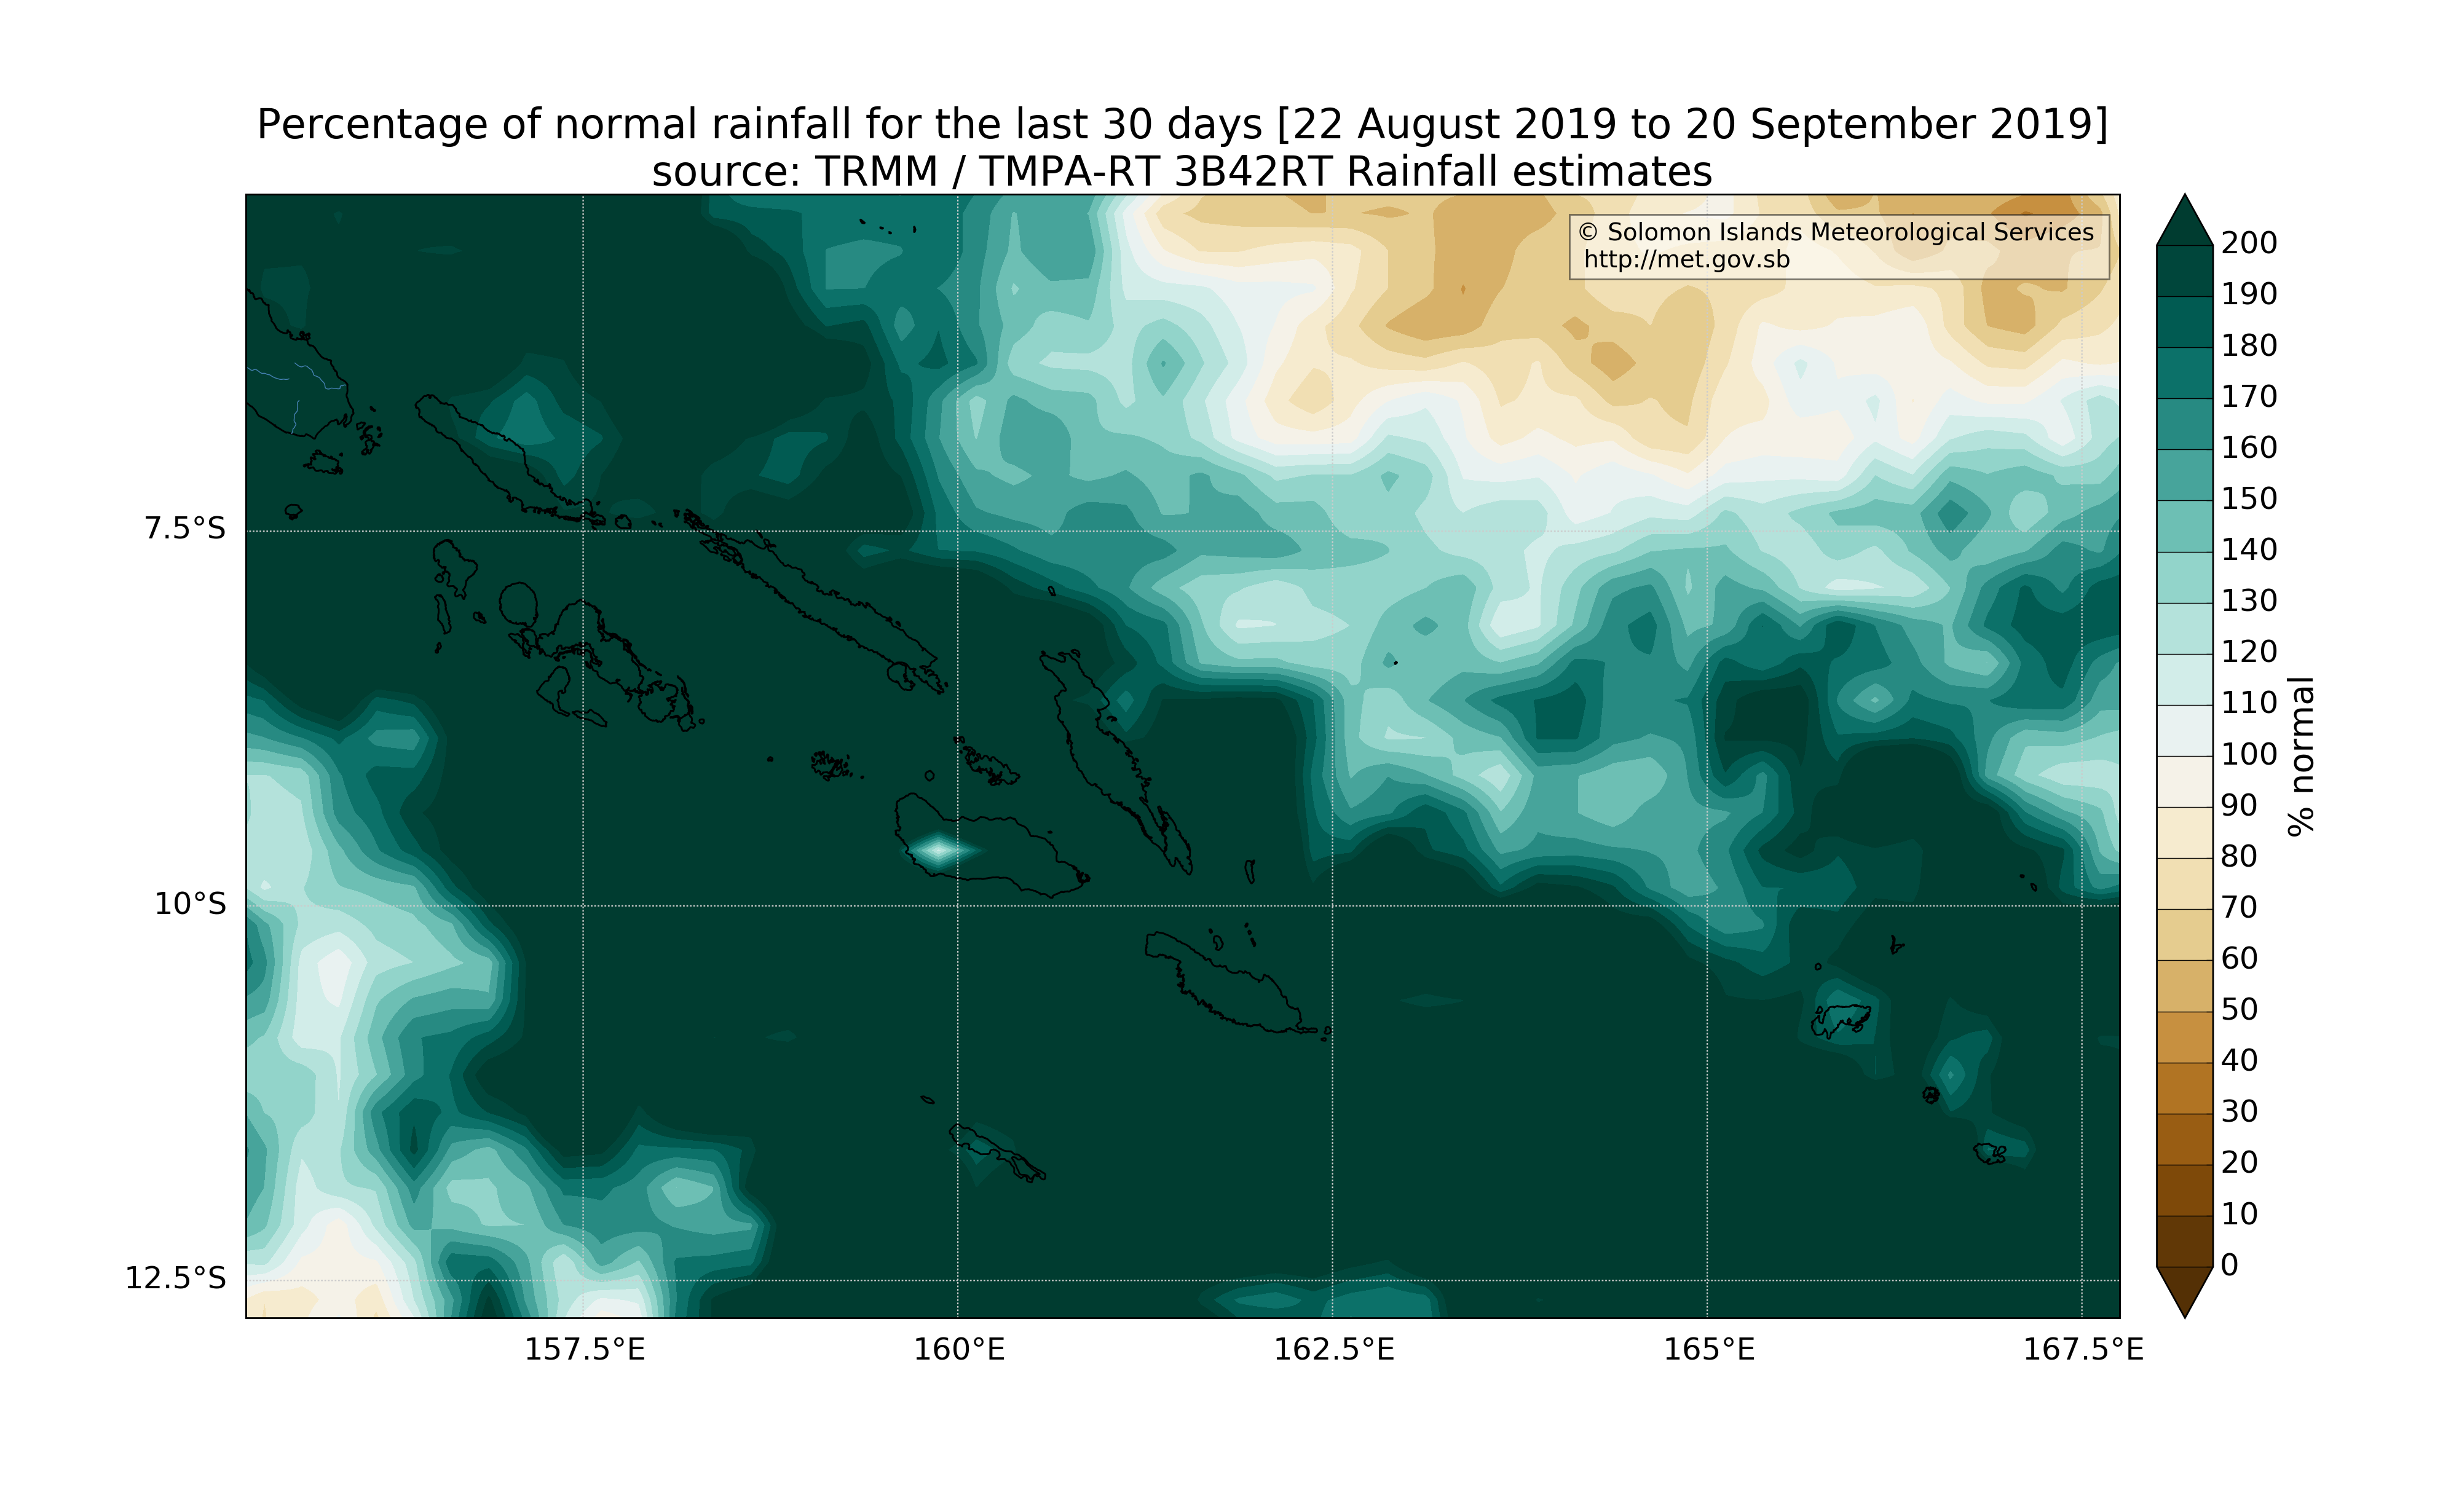 Percentage of normal rainfall for the last 30 days [22 August 2019 to 20 September 2019]
source: TRMM / TMPA-RT 3B42RT Rainfall estimates
© Solomon Islands Meteorological Services
http://met.gov.sb
7.5°S
10°S
12.5°S
157.5°E
160°E
162.5°E
165°E
167.5°E
200
190
180
170
160
150
140
130
120
110
100
90
80
70
60
50
40
30
20
10
0
% normal